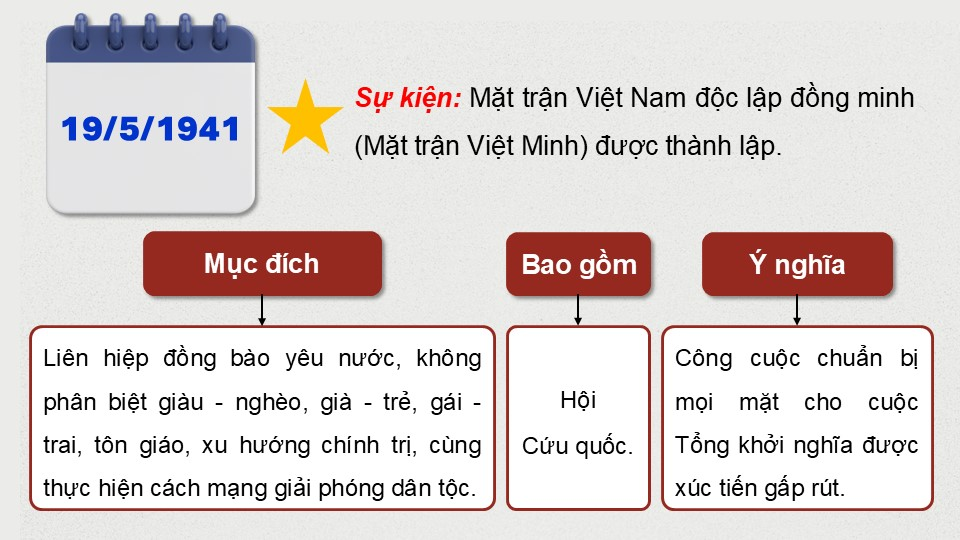 19/5/1941
Sự kiện: Mặt trận Việt Nam độc lập đồng minh
(Mặt trận Việt Minh) được thành lập.
Mục đích
Liên hiệp đồng bào yêu nước, không
phân biệt giàu - nghèo, già - trẻ, gái -
trai, tôn giáo, xu hướng chính trị, cùng
thực hiện cách mạng giải phóng dân tộc.
Bao gồm
Hội
Cứu quốc.
Ý nghĩa
Công cuộc chuẩn bị
mọi mặt cho cuộc
Tổng khởi nghĩa được
xúc tiến gấp rút.